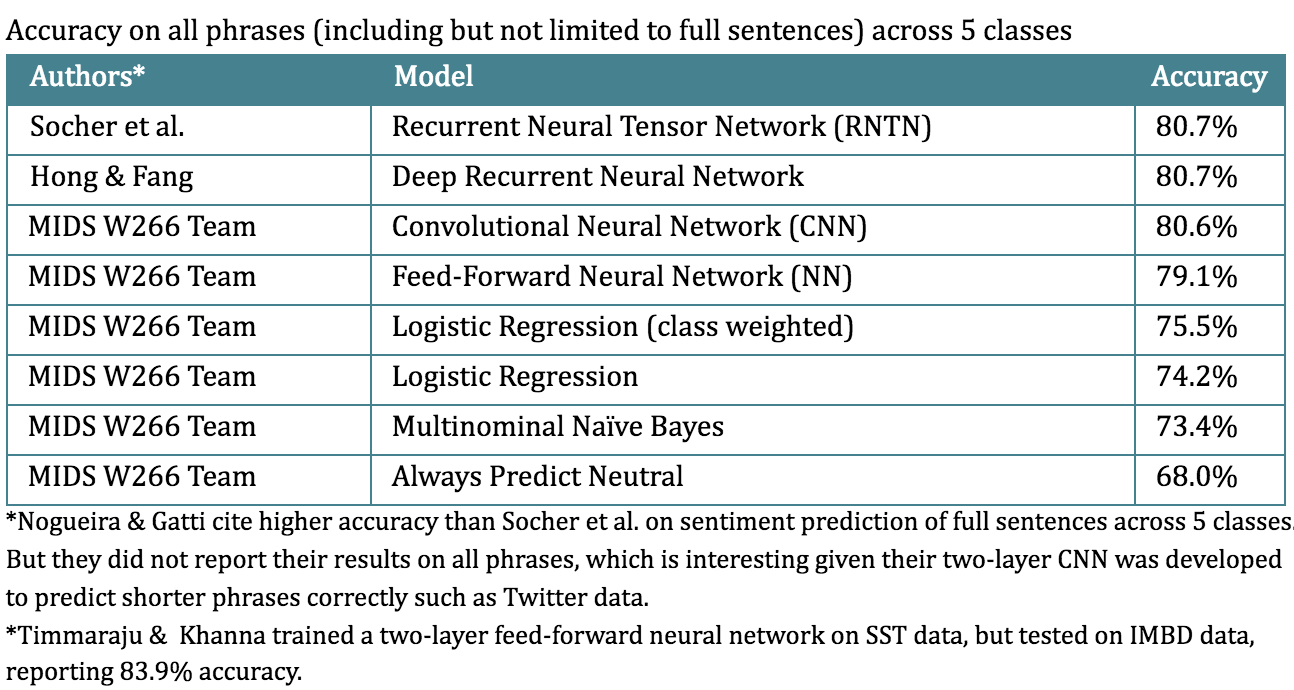 Accuracy on all phrases (including but not limited to full sentences) across 5 classes
Authors* Model Accuracy
Socher et al. Recurrent Neural Tensor Network (RNTN) 80.7%
Hong & Fang Deep Recurrent Neural Network 80.7%
MIDS W266 Team Convolutional Neural Network (CNN) 80.6%
MIDS W266 Team Feed-Forward Neural Network (NN) 79.1%
MIDS W266 Team Logistic Regression (class weighted) 75.5%
MIDS W266 Team Logistic Regression 74.2%
MIDS W266 Team Multinominal Naïve Bayes 73.4%
MIDS W266 Team Always Predict Neutral 68.0%
*Nogueira & Gatti cite higher accuracy than Socher et al. on sentiment prediction of full sentences across 5 classes.
But they did not report their results on all phrases, which is interesting given their two-layer CNN was developed
to predict shorter phrases correctly such as Twitter data.
*Timmaraju & Khanna trained a two-layer feed-forward neural network on SST data, but tested on IMBD data,
reporting 83.9% accuracy.